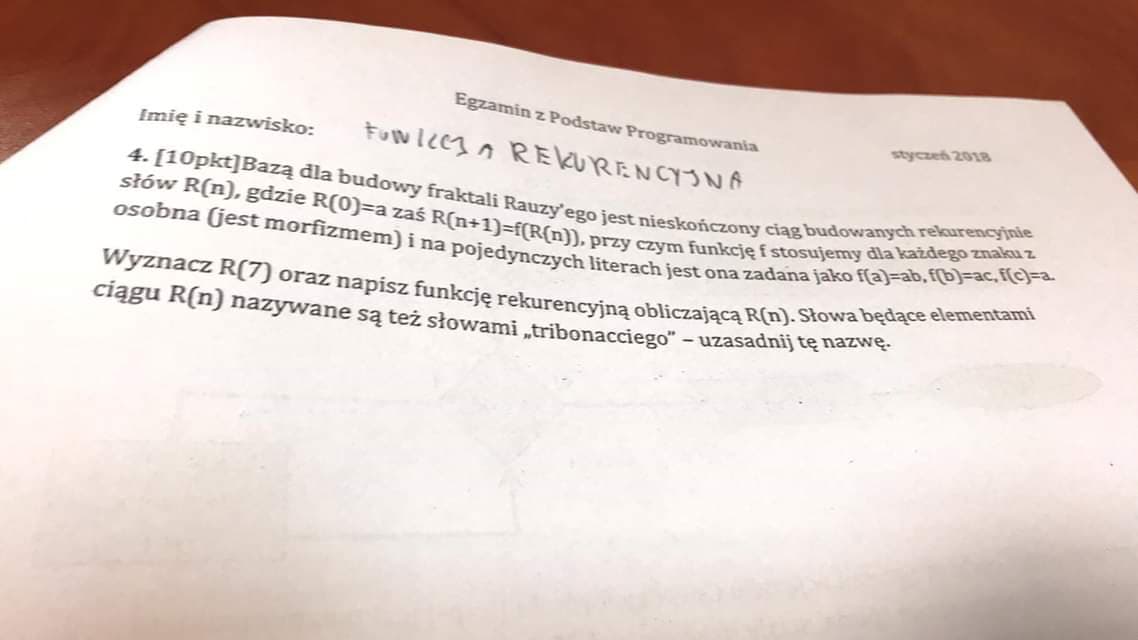 Egzamin z Podstaw Programowania
Imię i nazwisko: FUNKCJA REKURENCYJNA styczeń 2018
4. [10pkt]Bazą dla budowy fraktali Rauzy'ego jest nieskończony ciąg budowanych rekurencyjnie
słów R(n), gdzie R(0)=a zaś R(n+1)=f(R(n)), przy czym funkcję f stosujemy dla każdego znaku z
osobna (jest morfizmem) i na pojedynczych literach jest ona zadana jako f(a)=ab, f(b)=ac, f(c)=a.
Wyznacz R(7) oraz napisz funkcję rekurencyjną obliczającą R(n). Słowa będące elementami
ciągu R(n) nazywane są też słowami „tribonacciego” – uzasadnij tę nazwę.